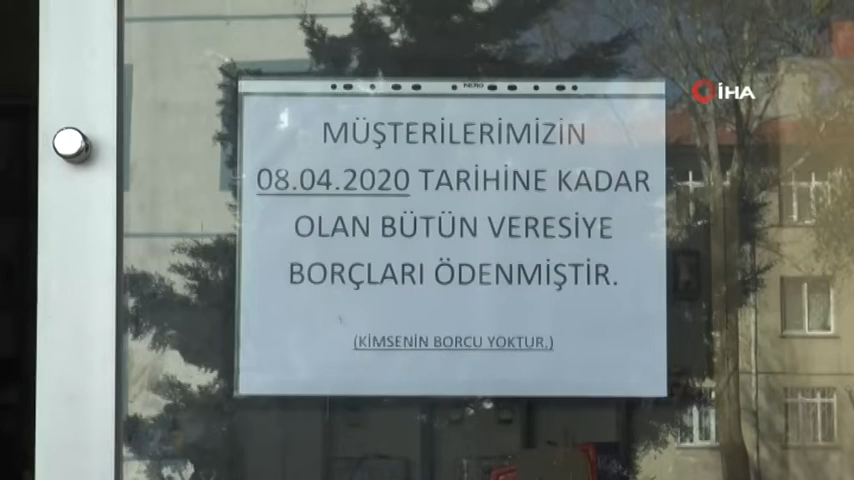 İHA
MÜŞTERİLERİMİZİN
08.04.2020 TARİHİNE KADAR
OLAN BÜTÜN VERESİYE
BORÇLARI ÖDENMİŞTİR.
(KİMSENİN BORCU YOKTUR.)